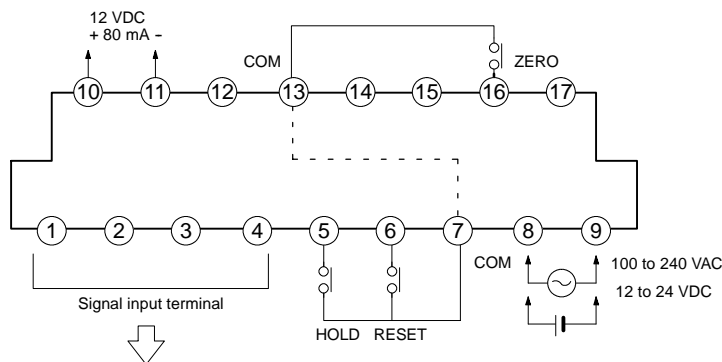 12 VDC
+ 80 mA -
COM
ZERO
10 11 12 13 14 15 16 17
1 2 3 4 5 6 7 8 9
COM
100 to 240 VAC
12 to 24 VDC
Signal input terminal
HOLD RESET